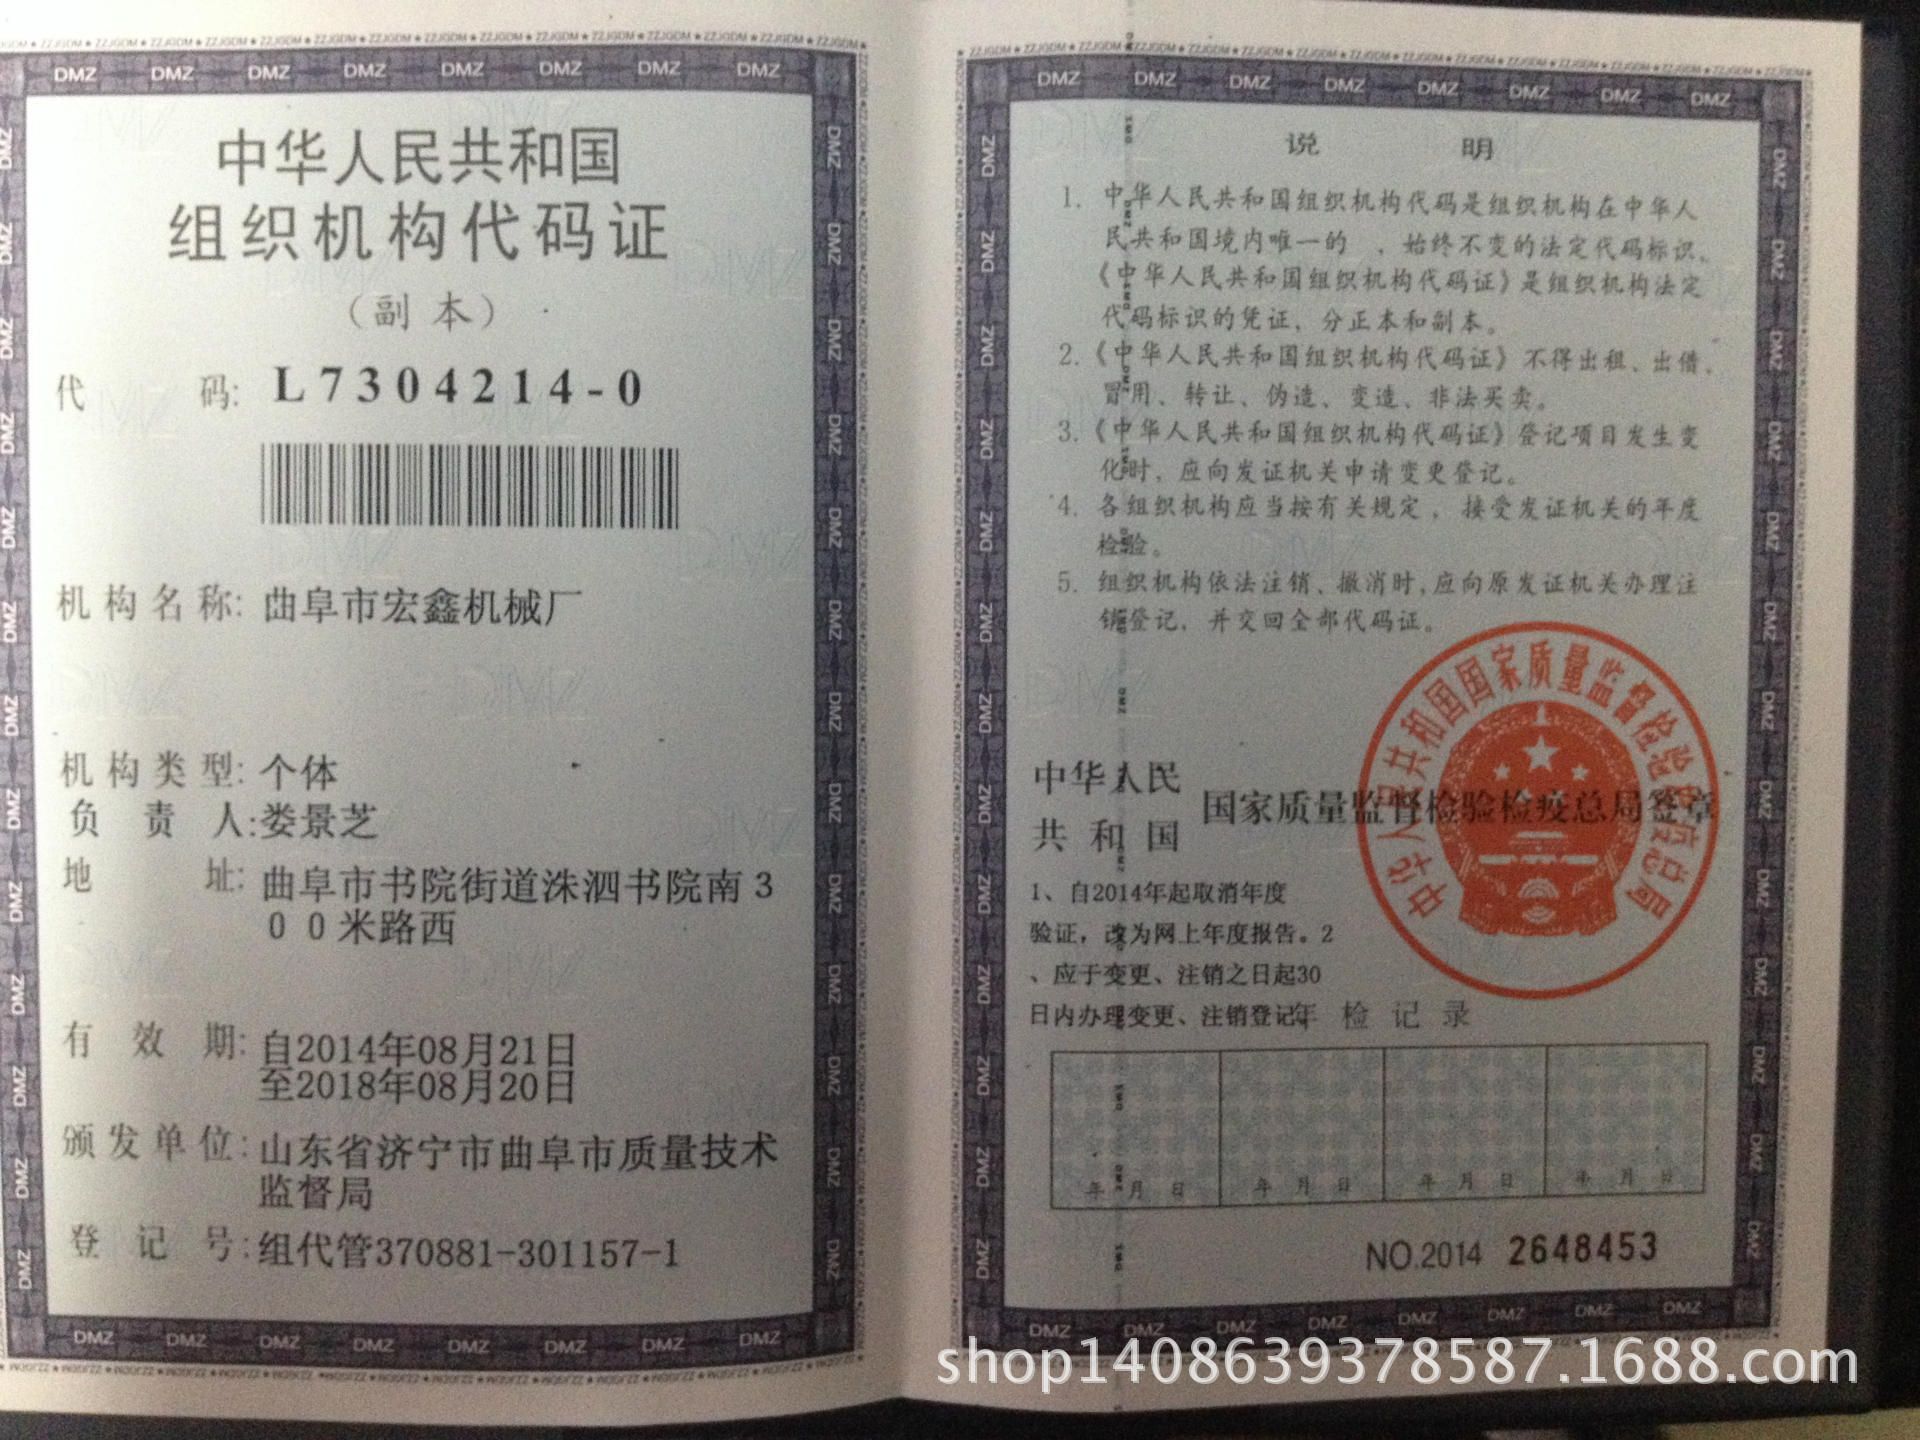 中华人民共和国
组织机构代码证
（副本）
代码: L7304214-0
机构名称: 曲阜市宏鑫机械厂
机构类型: 个体
负责人: 娄景芝
地址: 曲阜市书院街道洙泗书院南3
00米路西
有效期: 自2014年08月21日
至2018年08月20日
颁发单位: 山东省济宁市曲阜市质量技术
监督局
登记号: 组代管370881-301157-1
说明
1. 中华人民共和国组织机构代码是组织机构在中华人
民共和国境内唯一的、始终不变的法定代码标识，
《中华人民共和国组织机构代码证》是组织机构法定
代码标识的凭证，分正本和副本。
2.《中华人民共和国组织机构代码证》不得出租、出借、
冒用、转让、伪造、变造、非法买卖。
3.《中华人民共和国组织机构代码证》登记项目发生变
化时，应向发证机关申请变更登记。
4. 各组织机构应当按有关规定，接受发证机关的年度
检验。
5. 组织机构依法注销、撤消时,应向原发证机关办理注
销登记，并交回全部代码证。
中华人民
共和国
国家质量监督检验检疫总局签章
中华人民共和国国家质量监督检验检疫总局
1、自2014年起取消年度
验证，改为网上年度报告。2
、应于变更、注销之日起30
日内办理变更、注销登记。
年检记录
年 月 日 年 月 日 年 月 日 年 月 日
NO.2014 2648453
shop1408639378587.1688.com